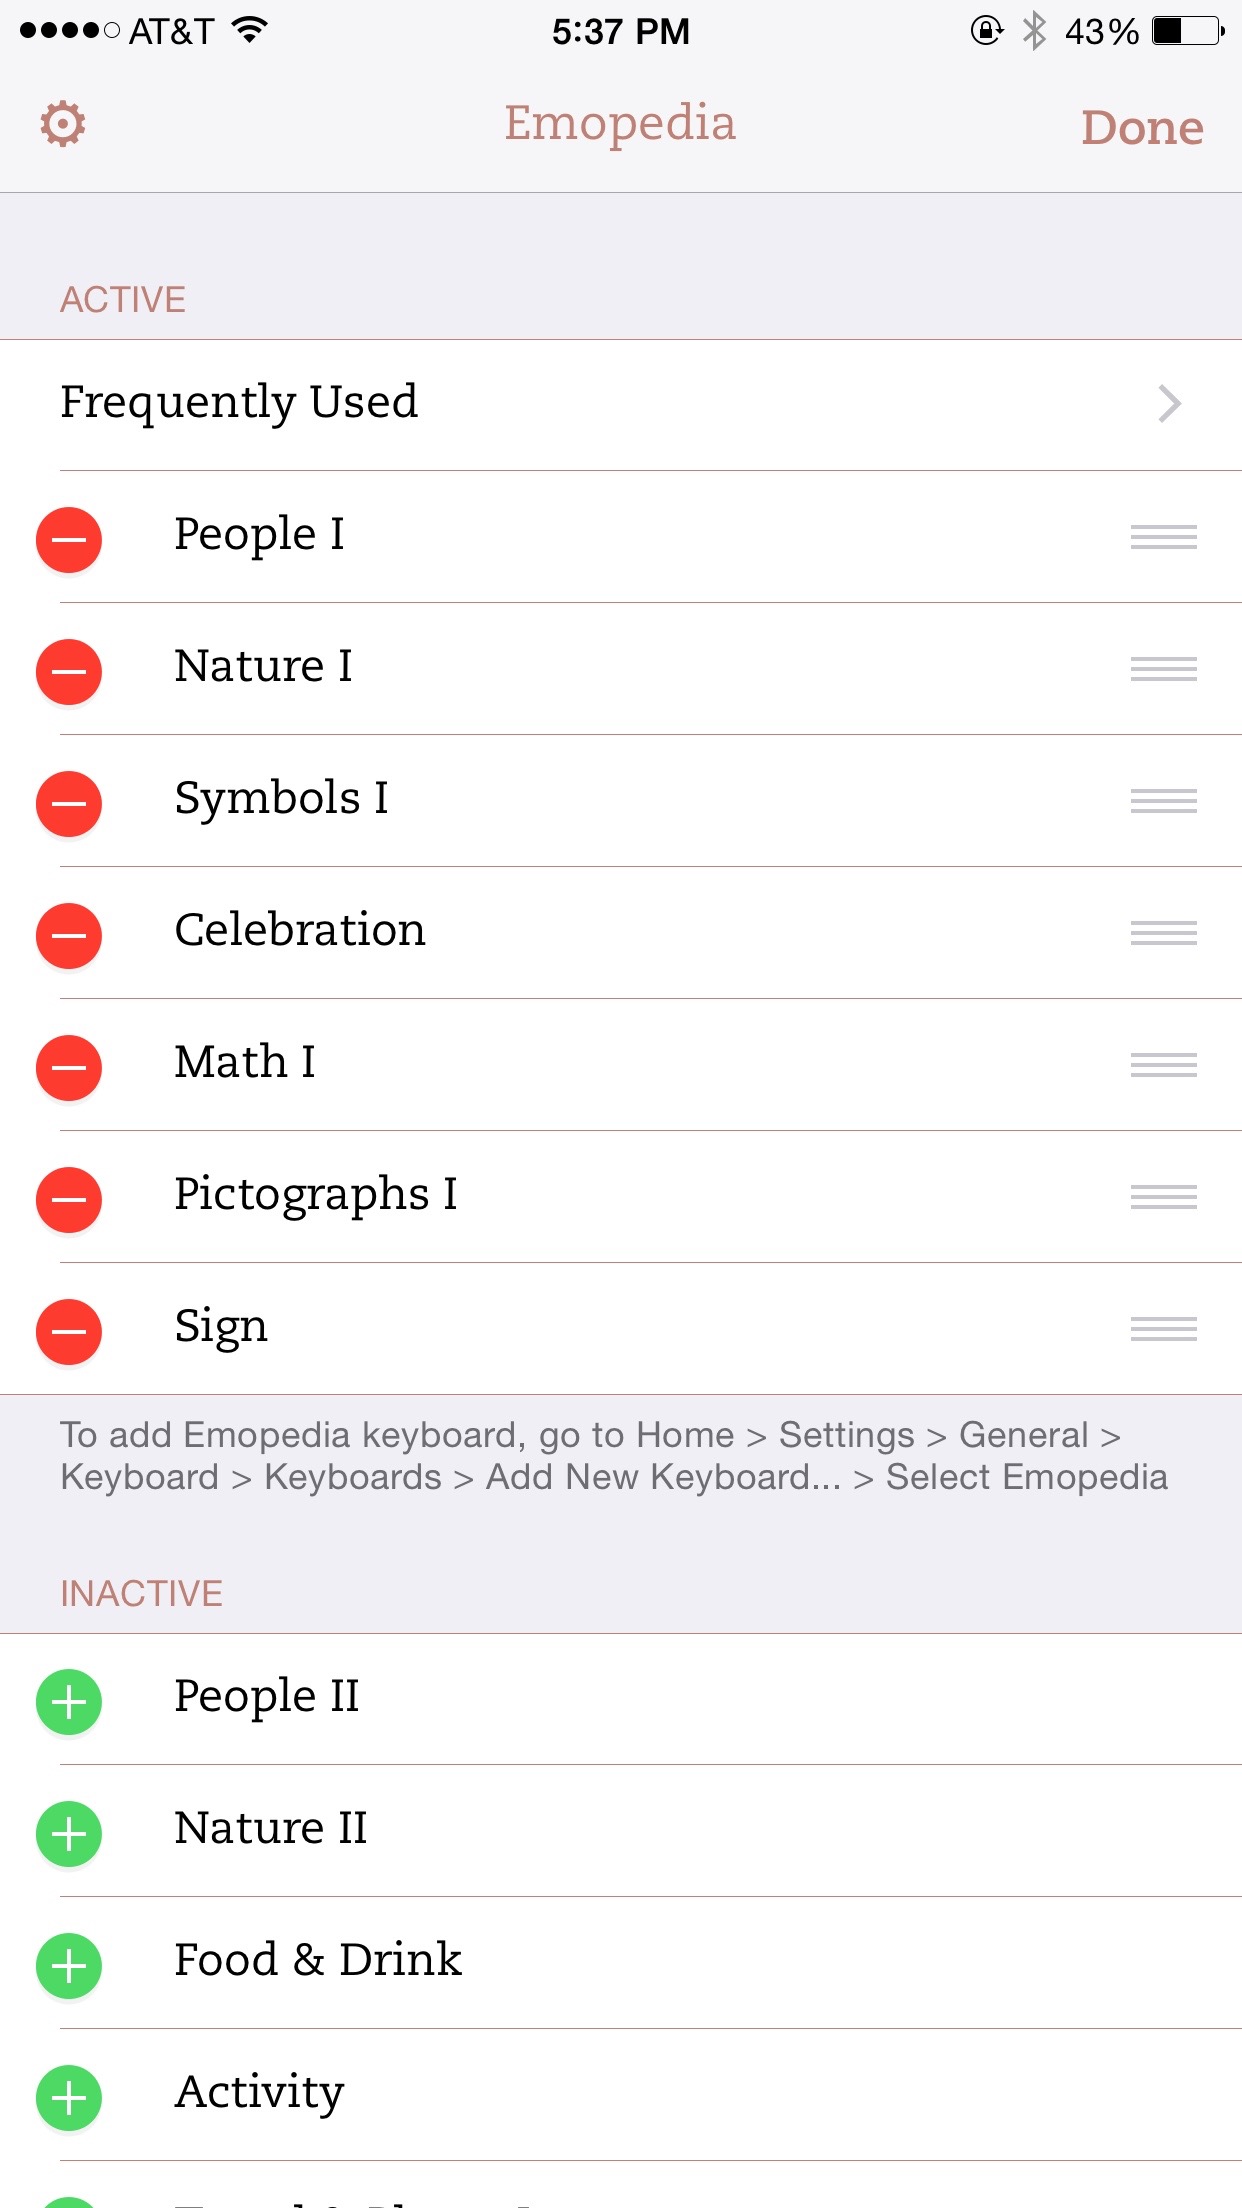 AT&T 5:37 PM 43%
Emopedia Done
ACTIVE
Frequently Used
People I
Nature I
Symbols I
Celebration
Math I
Pictographs I
Sign
To add Emopedia keyboard, go to Home > Settings > General >
Keyboard > Keyboards > Add New Keyboard... > Select Emopedia
INACTIVE
People II
Nature II
Food & Drink
Activity